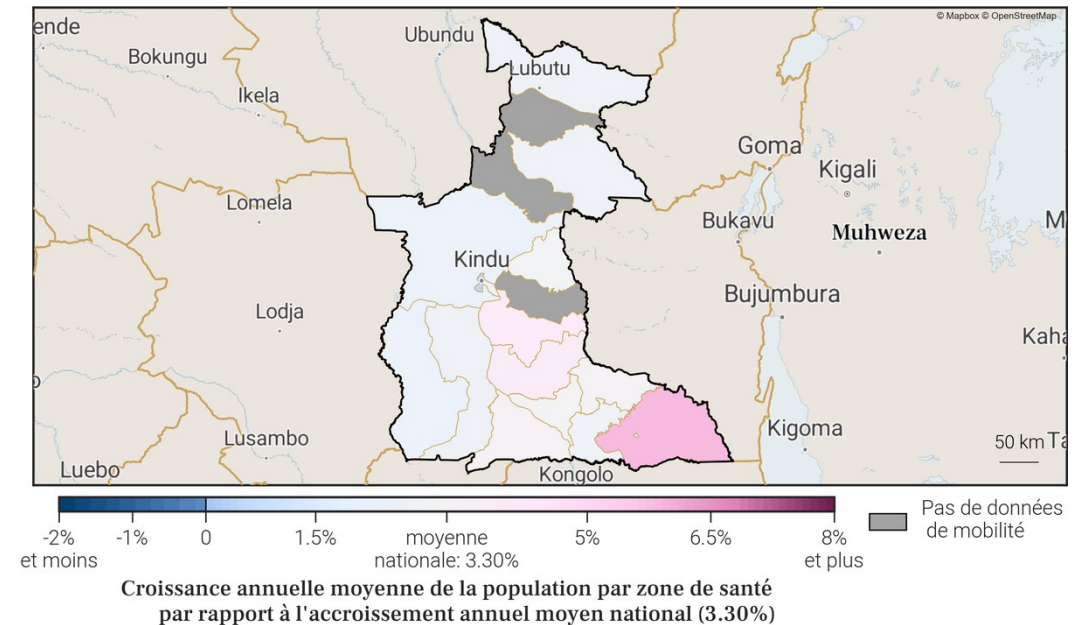 © Mapbox © OpenStreetMap
ende
Ubundu
Bokungu
Lubutu
Ikela
Goma
Kigali
Lomela
Bukavu
M
Muhweza
Kindu
Bujumbura
Lodja
Kaha
Kigoma
Lusambo
50 km
Ta
Luebo
Kongolo
-2%
et moins
-1%
0
1.5%
moyenne
nationale: 3.30%
5%
6.5%
8%
et plus
Pas de données
de mobilité
Croissance annuelle moyenne de la population par zone de santé
par rapport à l'accroissement annuel moyen national (3.30%)